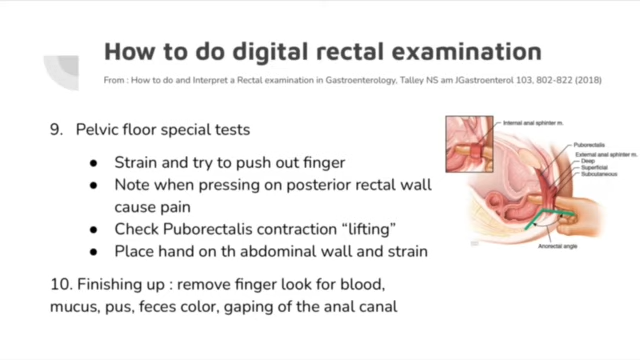 How to do digital rectal examination
From : How to do and Interpret a Rectal examination in Gastroenterology, Talley NS am JGastroenterol 103, 802-822 (2018)
9. Pelvic floor special tests
● Strain and try to push out finger
● Note when pressing on posterior rectal wall
cause pain
● Check Puborectalis contraction “lifting”
● Place hand on th abdominal wall and strain
10. Finishing up : remove finger look for blood,
mucus, pus, feces color, gaping of the anal canal
Internal anal sphinter m.
Puborectalis
External anal sphinter m.
Deep
Superficial
Subcutaneous
Anorectal angle